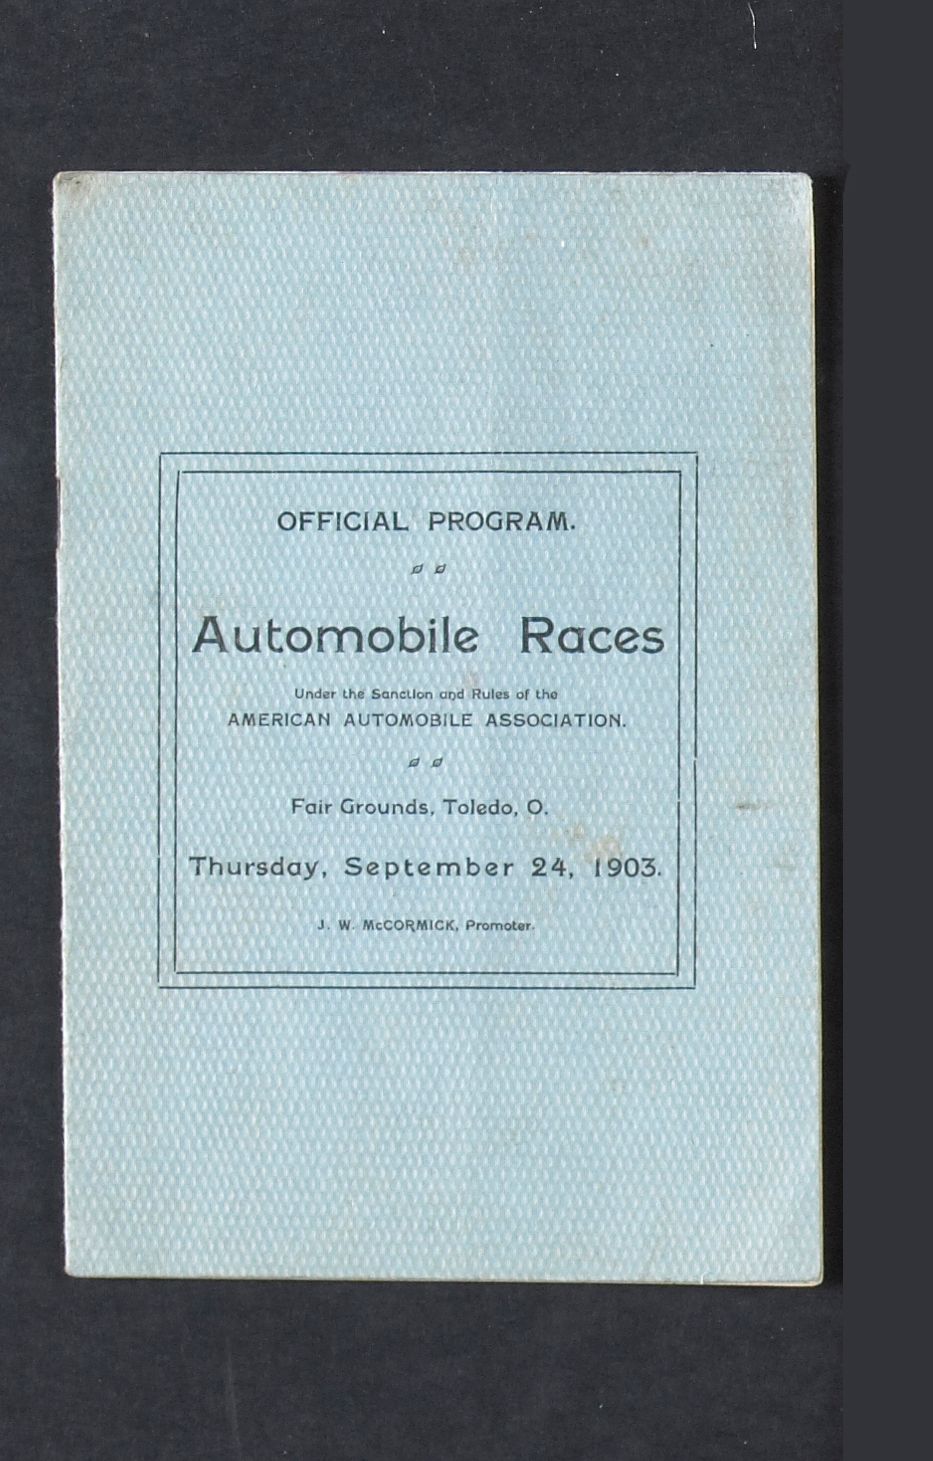 OFFICIAL PROGRAM.
Automobile Races
Under the Sanction and Rules of the
AMERICAN AUTOMOBILE ASSOCIATION.
Fair Grounds, Toledo, O.
Thursday, September 24, 1903.
J. W. McCORMICK, Promoter.